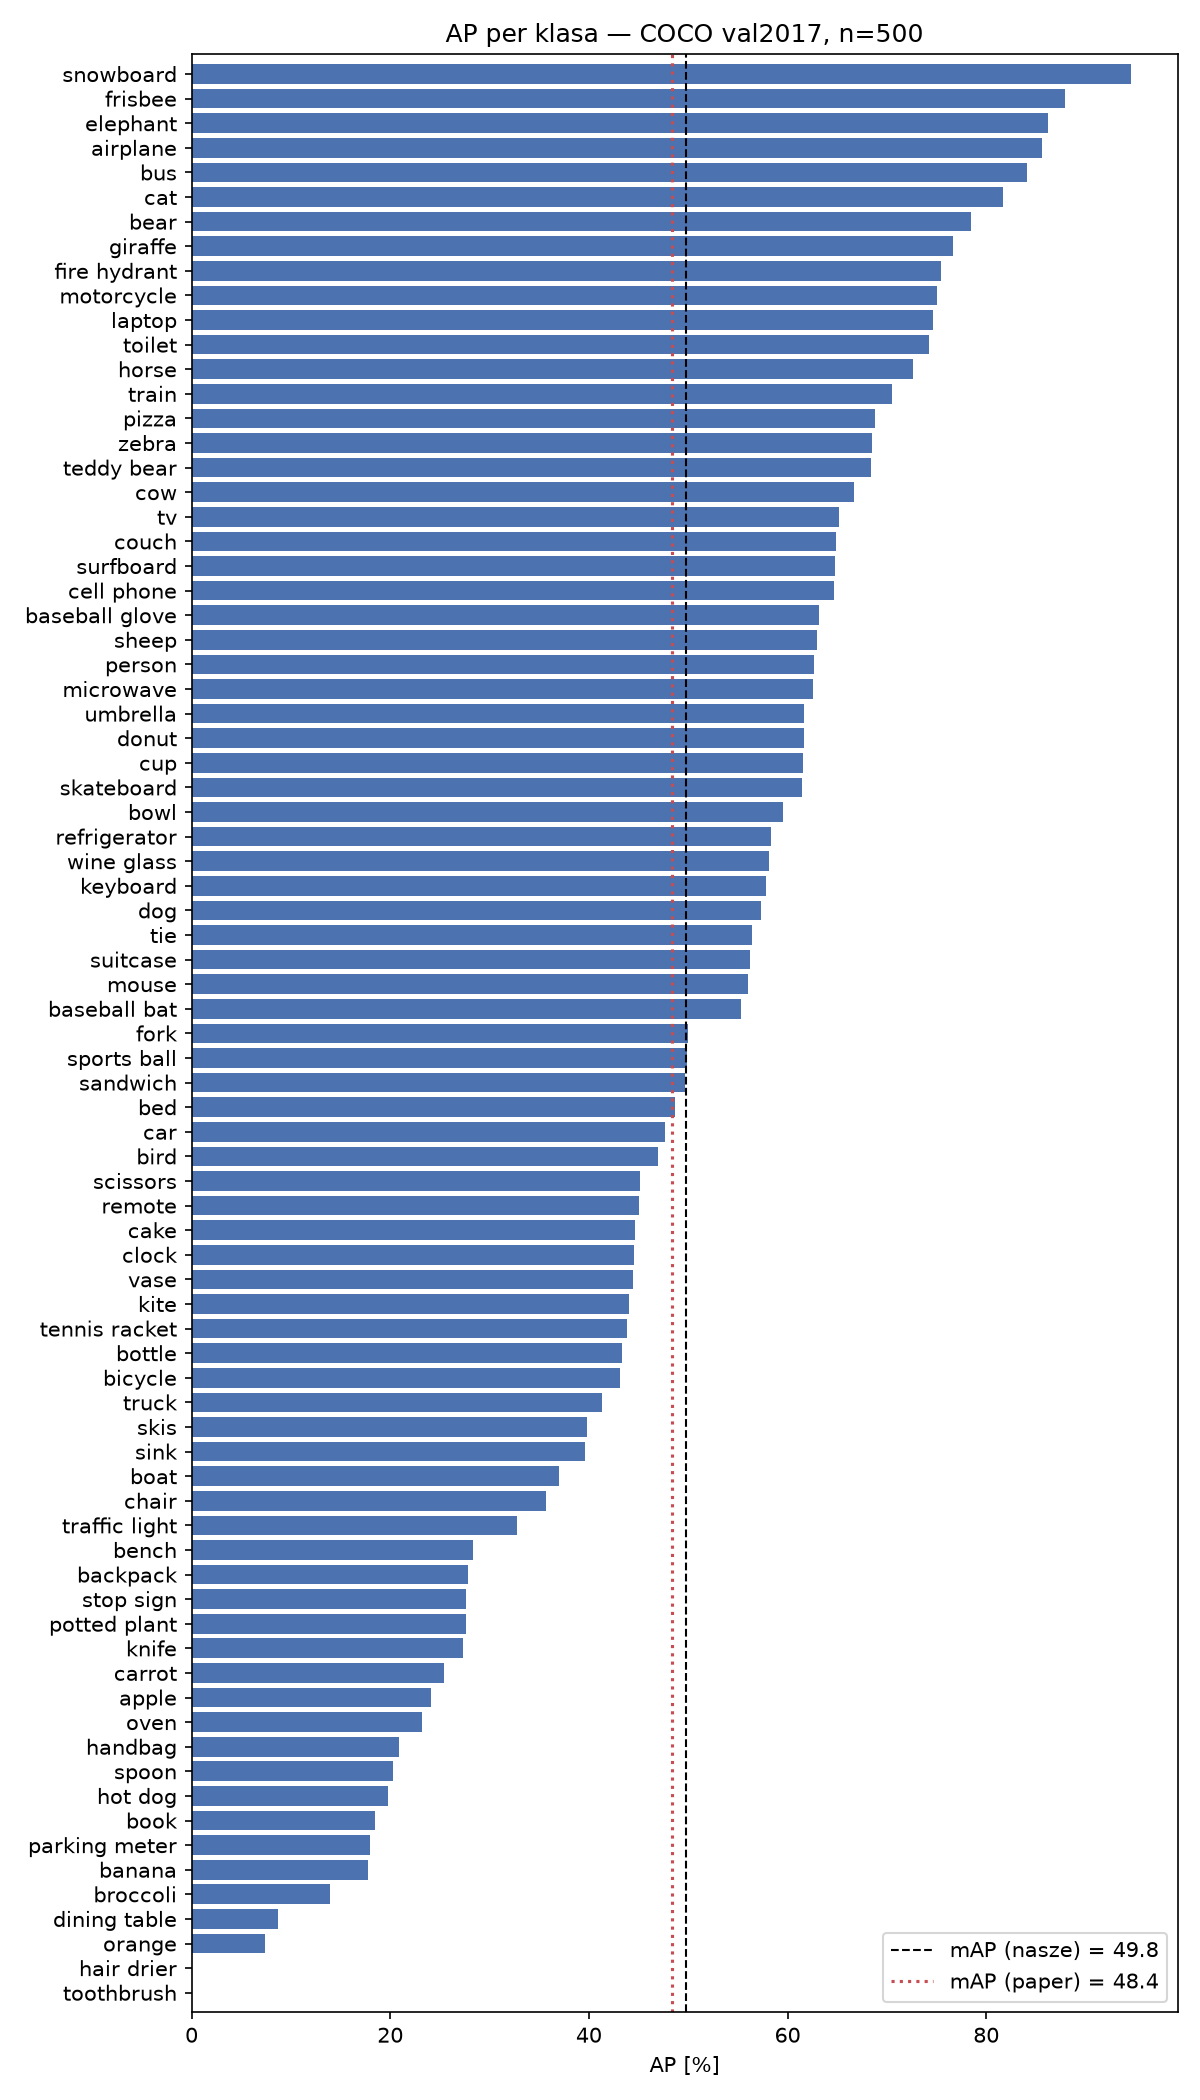 AP per klasa — COCO val2017, n=500
snowboard
frisbee
elephant
airplane
bus
cat
bear
giraffe
fire hydrant
motorcycle
laptop
toilet
horse
train
pizza
zebra
teddy bear
cow
tv
couch
surfboard
cell phone
baseball glove
sheep
person
microwave
umbrella
donut
cup
skateboard
bowl
refrigerator
wine glass
keyboard
dog
tie
suitcase
mouse
baseball bat
fork
sports ball
sandwich
bed
car
bird
scissors
remote
cake
clock
vase
kite
tennis racket
bottle
bicycle
truck
skis
sink
boat
chair
traffic light
bench
backpack
stop sign
potted plant
knife
carrot
apple
oven
handbag
spoon
hot dog
book
parking meter
banana
broccoli
dining table
orange
hair drier
toothbrush
mAP (nasze) = 49.8
mAP (paper) = 48.4
0 20 40 60 80
AP [%]